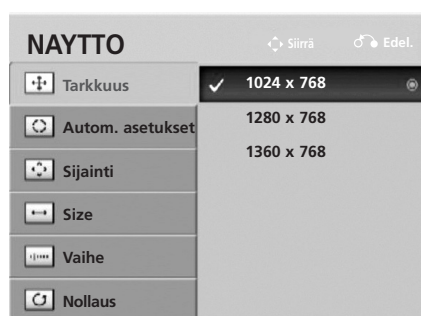 NAYTTO Siirrä Edel.
Tarkkuus
Autom. asetukset
Sijainti
Size
Vaihe
Nollaus
1024 x 768
1280 x 768
1360 x 768